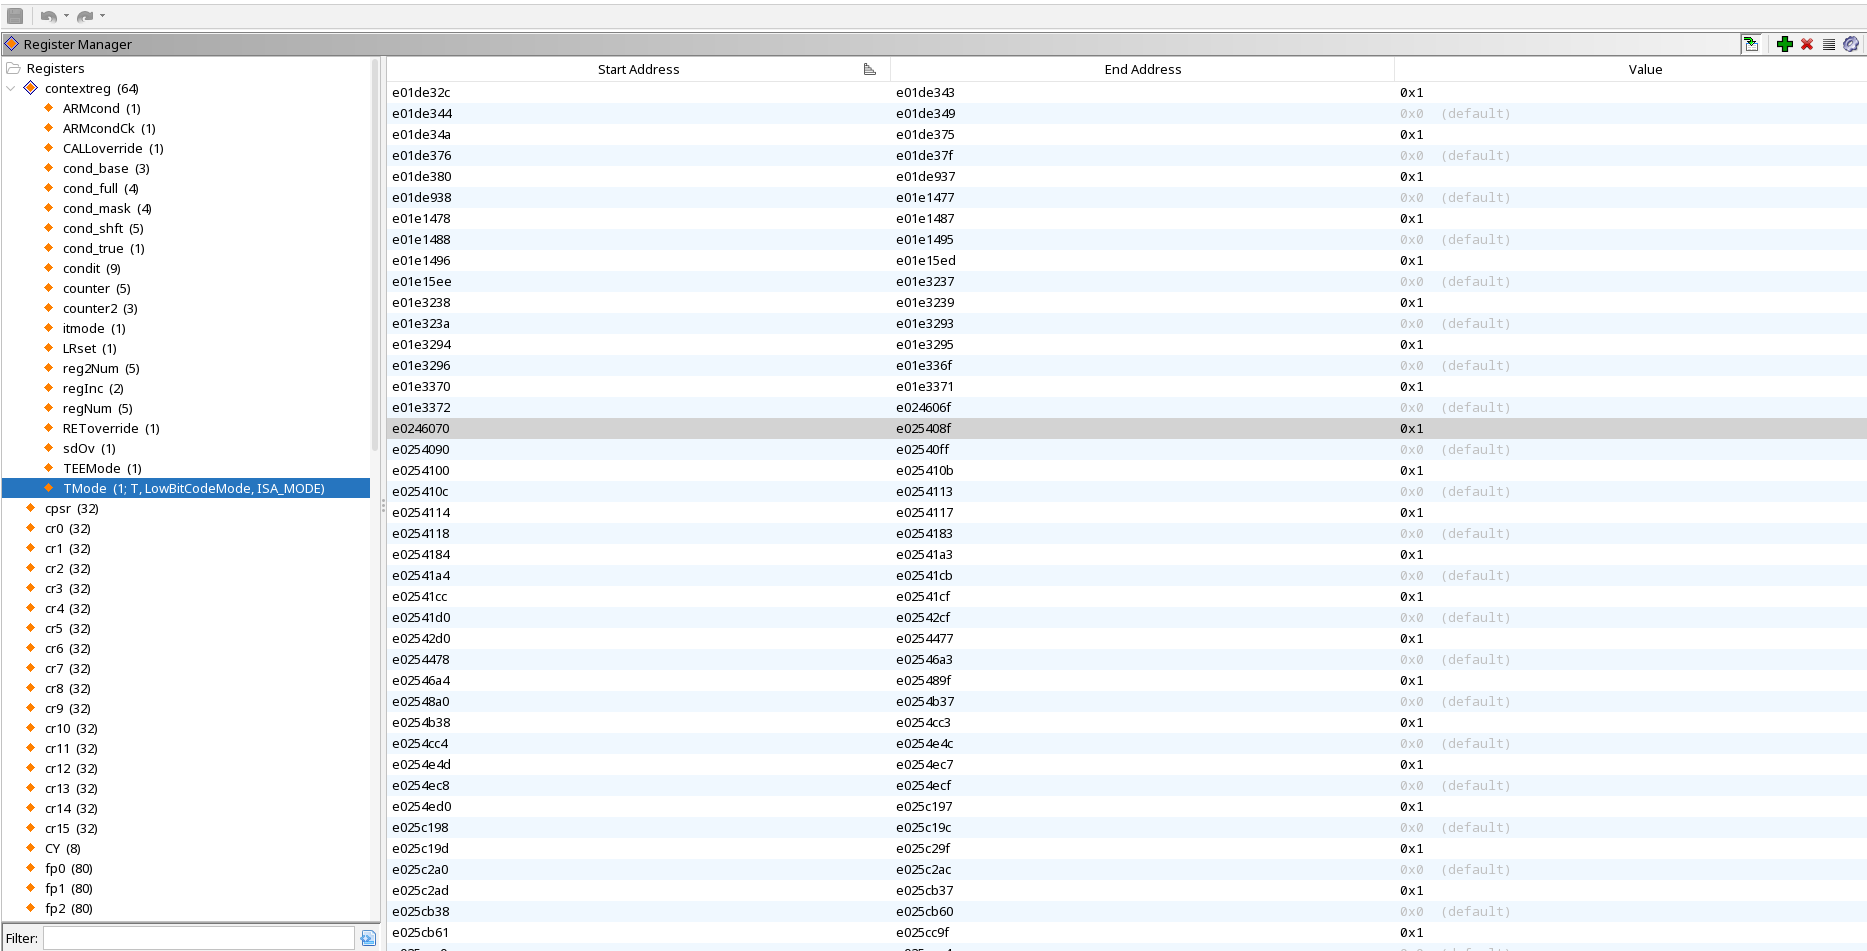 Register Manager
Registers
contextreg (64)
ARMcond (1)
ARMcondCk (1)
CALLoverride (1)
cond_base (3)
cond_full (4)
cond_mask (4)
cond_shft (5)
cond_true (1)
condit (9)
counter (5)
counter2 (3)
itmode (1)
LRset (1)
reg2Num (5)
regInc (2)
regNum (5)
REToverride (1)
sdOv (1)
TEEMode (1)
TMode (1; T, LowBitCodeMode, ISA_MODE)
cpsr (32)
cr0 (32)
cr1 (32)
cr2 (32)
cr3 (32)
cr4 (32)
cr5 (32)
cr6 (32)
cr7 (32)
cr8 (32)
cr9 (32)
cr10 (32)
cr11 (32)
cr12 (32)
cr13 (32)
cr14 (32)
cr15 (32)
CY (8)
fp0 (80)
fp1 (80)
fp2 (80)
Filter:
Start Address End Address Value
e01de32c e01de343 0x1
e01de344 e01de349 0x0 (default)
e01de34a e01de375 0x1
e01de376 e01de37f 0x0 (default)
e01de380 e01de937 0x1
e01de938 e01e1477 0x0 (default)
e01e1478 e01e1487 0x1
e01e1488 e01e1495 0x0 (default)
e01e1496 e01e15ed 0x1
e01e15ee e01e3237 0x0 (default)
e01e3238 e01e3239 0x1
e01e323a e01e3293 0x0 (default)
e01e3294 e01e3295 0x1
e01e3296 e01e336f 0x0 (default)
e01e3370 e01e3371 0x1
e01e3372 e024606f 0x0 (default)
e0246070 e025408f 0x1
e0254090 e02540ff 0x0 (default)
e0254100 e025410b 0x1
e025410c e0254113 0x0 (default)
e0254114 e0254117 0x1
e0254118 e0254183 0x0 (default)
e0254184 e02541a3 0x1
e02541a4 e02541cb 0x0 (default)
e02541cc e02541cf 0x1
e02541d0 e02542cf 0x0 (default)
e02542d0 e0254477 0x1
e0254478 e02546a3 0x0 (default)
e02546a4 e025489f 0x1
e02548a0 e0254b37 0x0 (default)
e0254b38 e0254cc3 0x1
e0254cc4 e0254e4c 0x0 (default)
e0254e4d e0254ec7 0x1
e0254ec8 e0254ecf 0x0 (default)
e0254ed0 e025c197 0x1
e025c198 e025c19c 0x0 (default)
e025c19d e025c29f 0x1
e025c2a0 e025c2ac 0x0 (default)
e025c2ad e025cb37 0x1
e025cb38 e025cb60 0x0 (default)
e025cb61 e025cc9f 0x1